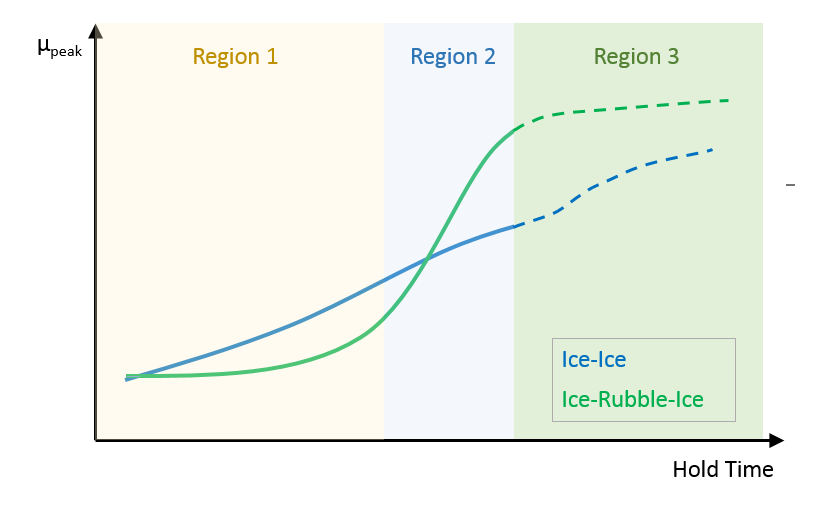 μpeak
Region 1
Region 2
Region 3
Ice-Ice
Ice-Rubble-Ice
Hold Time